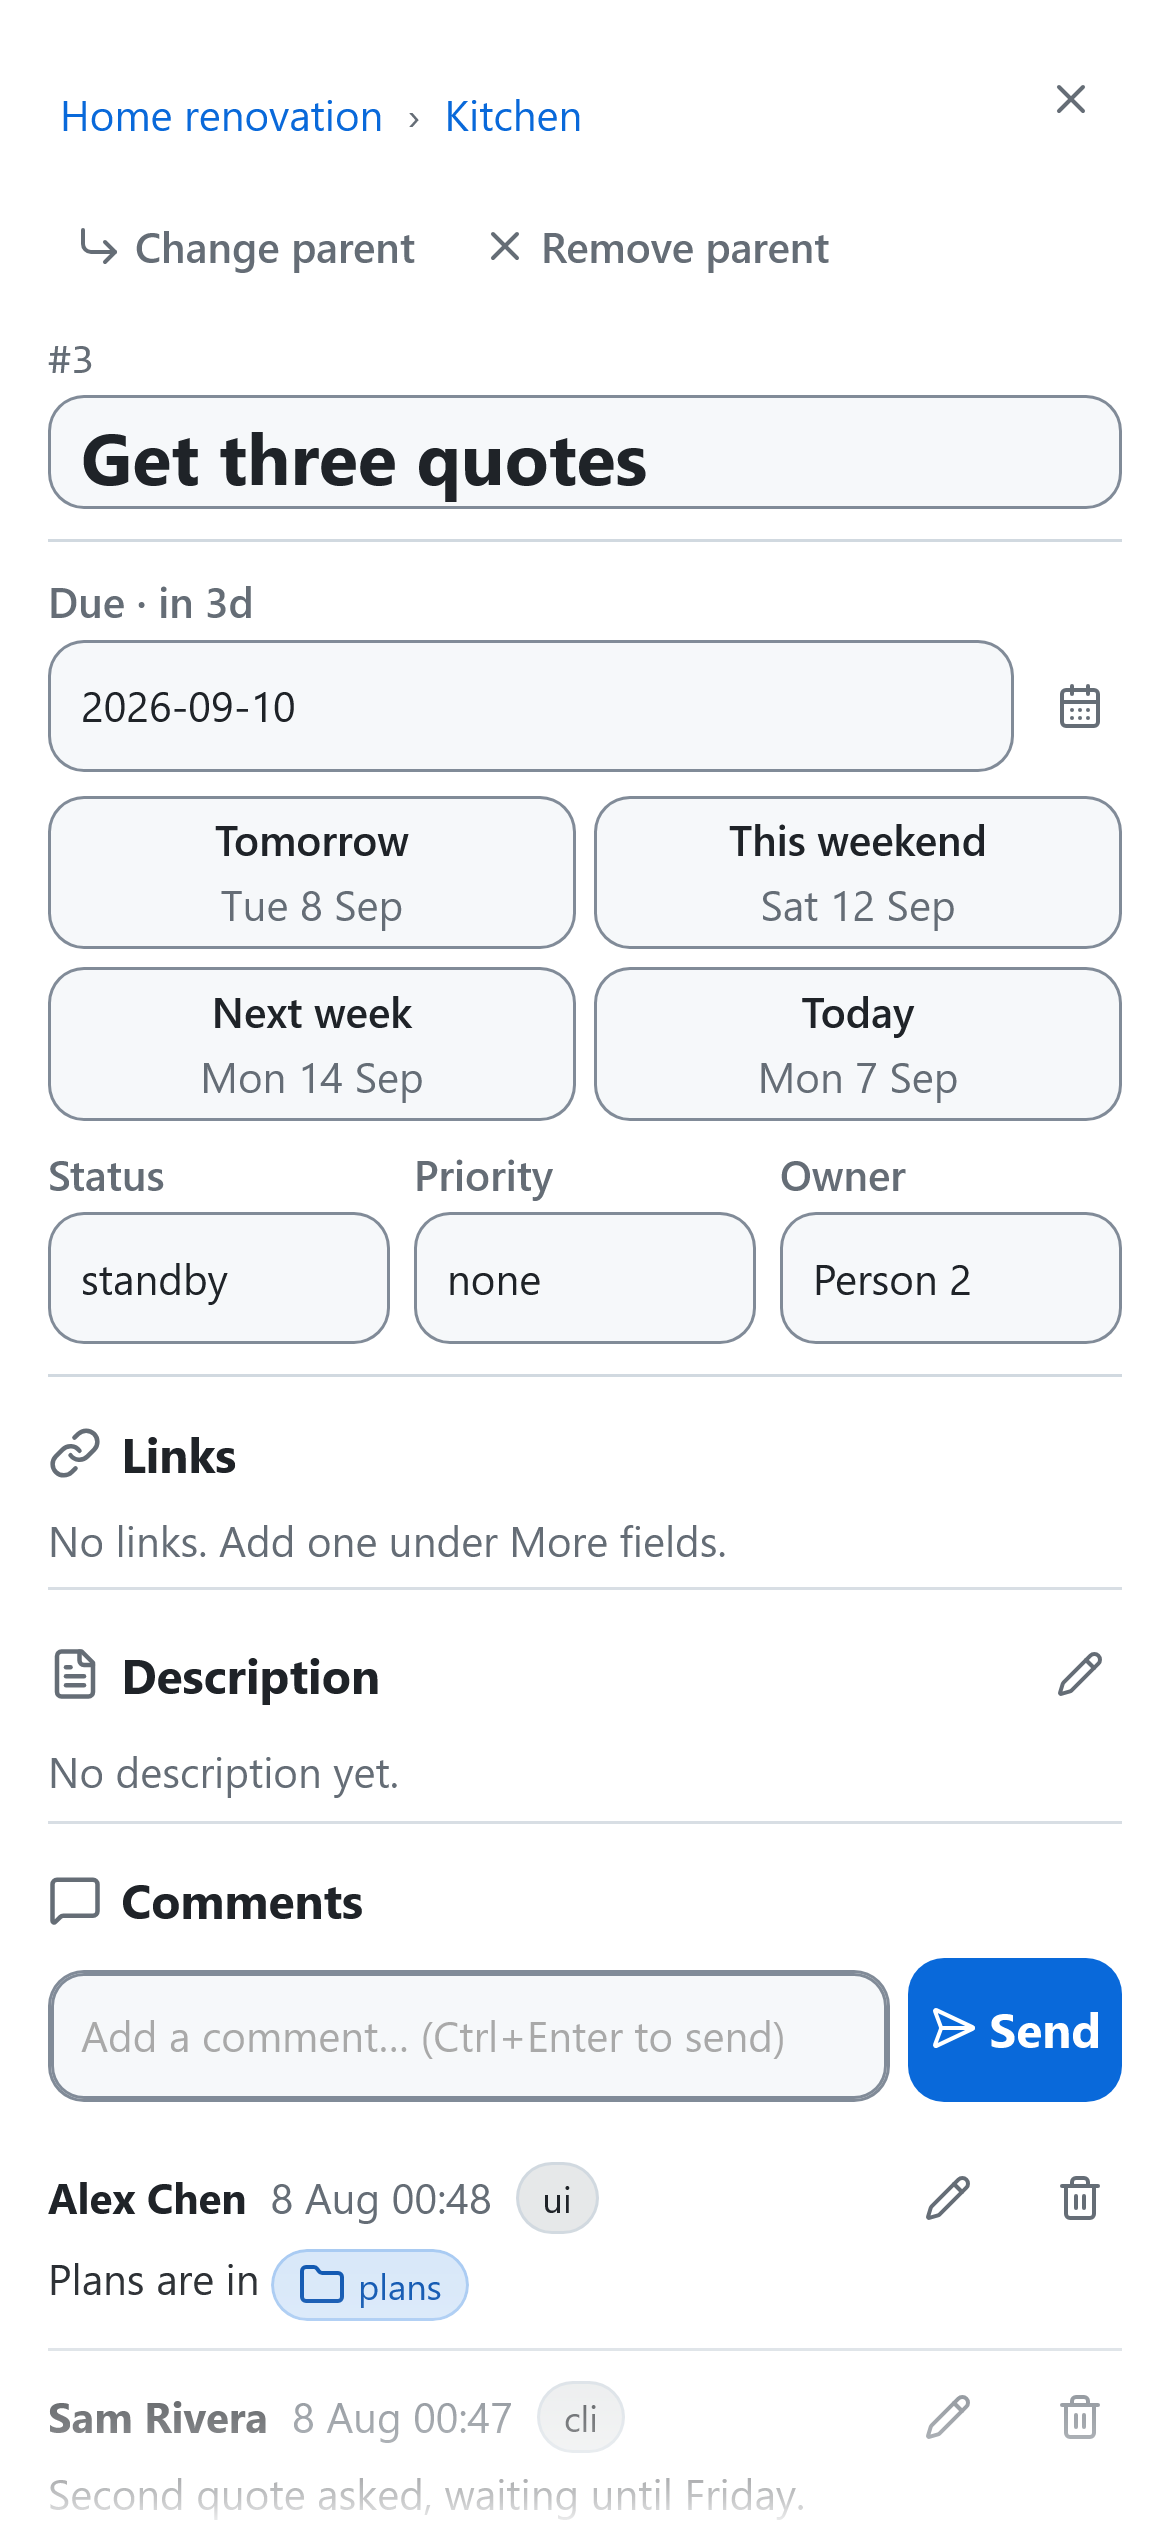 Home renovation › Kitchen
Change parent Remove parent
#3
Get three quotes
Due · in 3d
2026-09-10
Tomorrow
Tue 8 Sep
This weekend
Sat 12 Sep
Next week
Mon 14 Sep
Today
Mon 7 Sep
Status Priority Owner
standby none Person 2
Links
No links. Add one under More fields.
Description
No description yet.
Comments
Add a comment... (Ctrl+Enter to send)
Send
Alex Chen 8 Aug 00:48 ui
Plans are in plans
Sam Rivera 8 Aug 00:47 cli
Second quote asked, waiting until Friday.